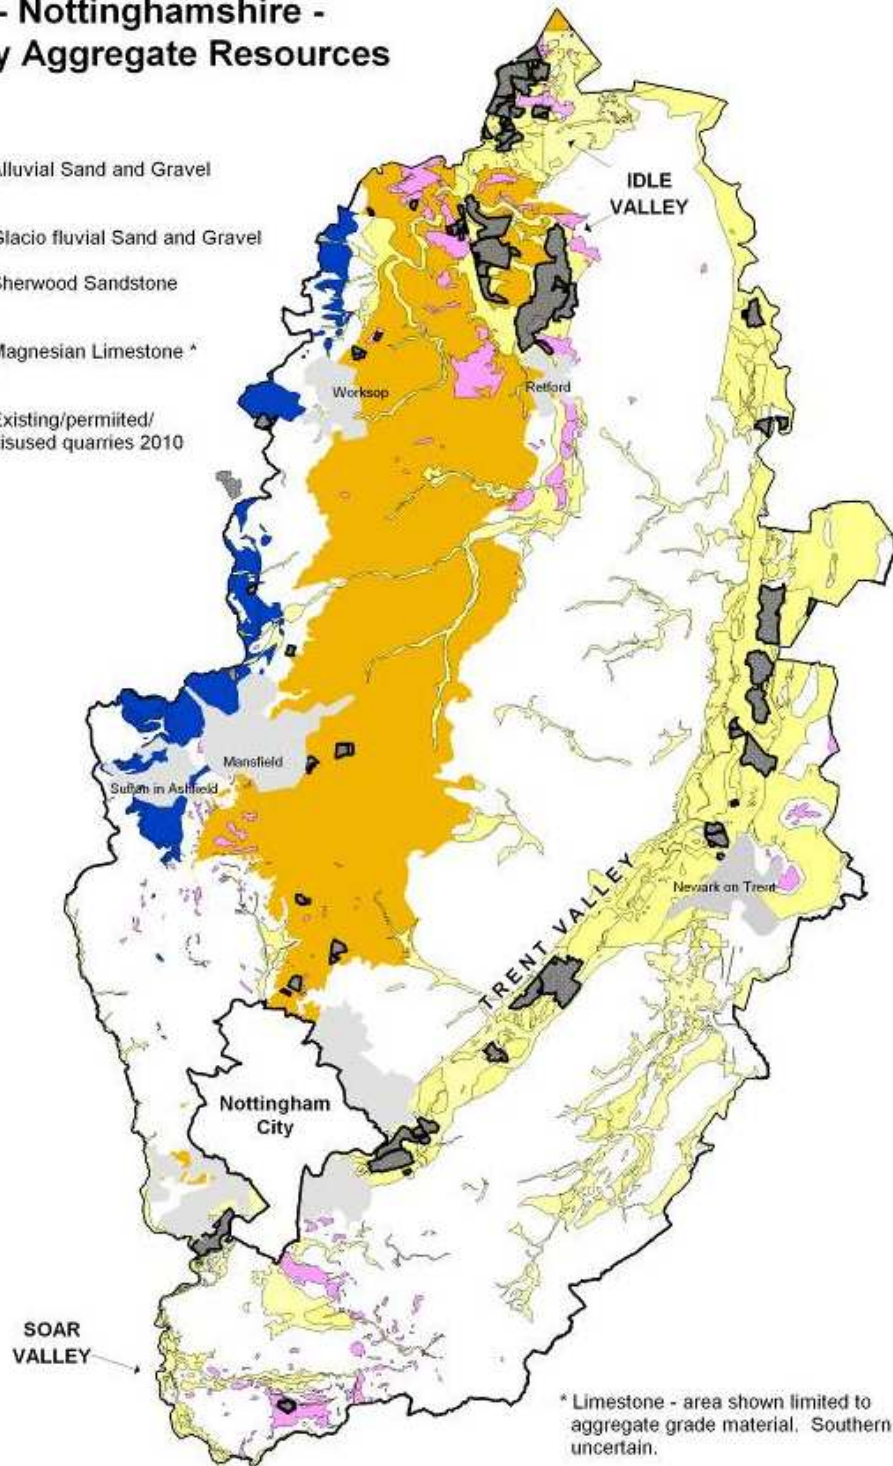 - Nottinghamshire -
y Aggregate Resources
lluvial Sand and Gravel
Glacio fluvial Sand and Gravel
Sherwood Sandstone
Magnesian Limestone *
Existing/permiited/
isused quarries 2010
IDLE
VALLEY
Worksop
Retford
Mansfield
Sutton in Ashfield
Newark on Trent
TRENT VALLEY
Nottingham
City
SOAR
VALLEY
* Limestone - area shown limited to
aggregate grade material. Southern
uncertain.